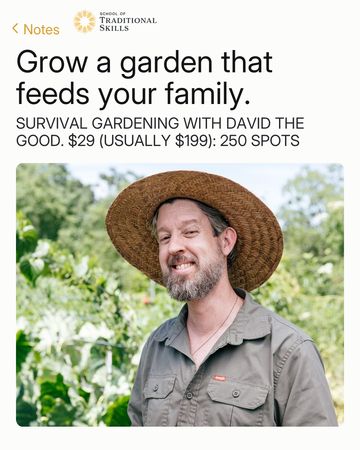 Notes
SCHOOL OF
TRADITIONAL
SKILLS
Grow a garden that
feeds your family.
SURVIVAL GARDENING WITH DAVID THE
GOOD. $29 (USUALLY $199): 250 SPOTS